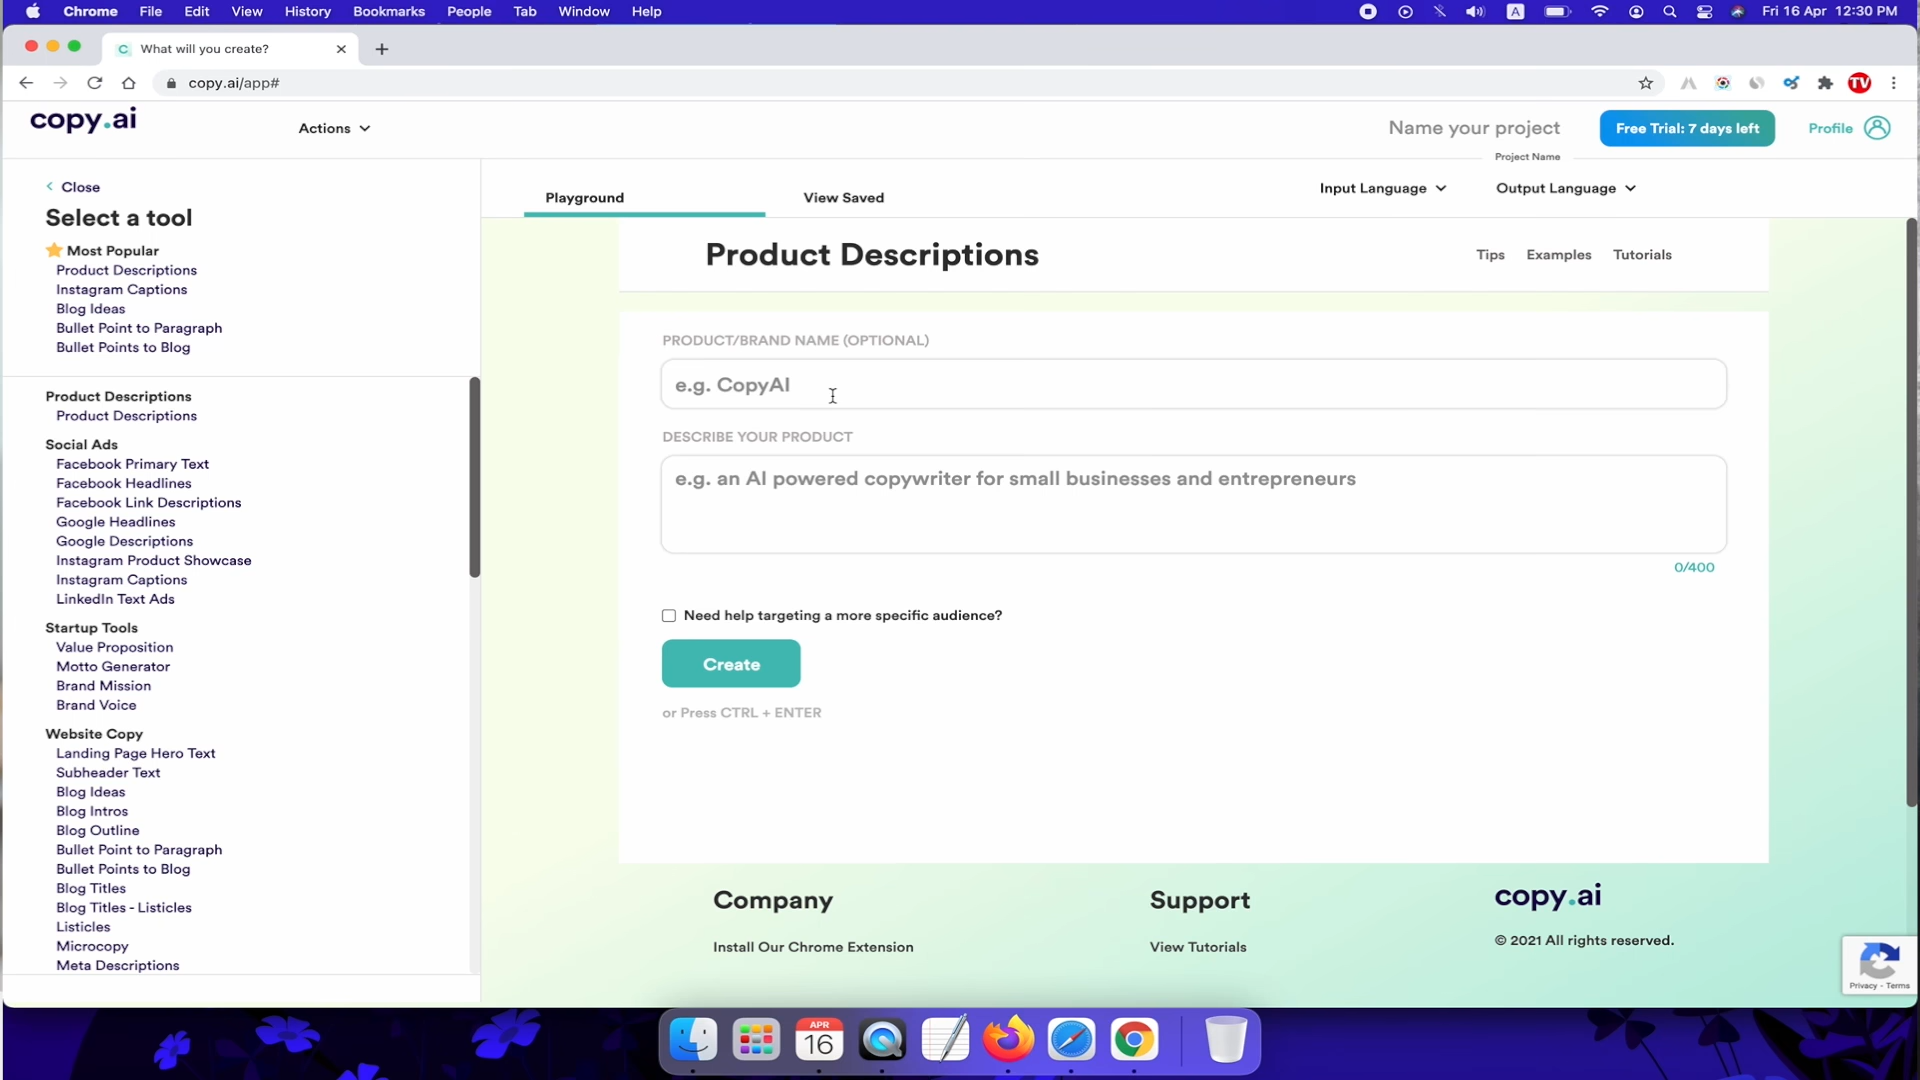 Chrome File Edit View History Bookmarks People Tab Window Help A Fri 16 Apr 12:30 PM
C What will you create?
copy.ai/app# TV
copy.ai Actions Name your project Free Trial: 7 days left Profile
Project Name
Close
Select a tool
Most Popular
Product Descriptions
Instagram Captions
Blog Ideas
Bullet Point to Paragraph
Bullet Points to Blog
Product Descriptions
Product Descriptions
Social Ads
Facebook Primary Text
Facebook Headlines
Facebook Link Descriptions
Google Headlines
Google Descriptions
Instagram Product Showcase
Instagram Captions
LinkedIn Text Ads
Startup Tools
Value Proposition
Motto Generator
Brand Mission
Brand Voice
Website Copy
Landing Page Hero Text
Subheader Text
Blog Ideas
Blog Intros
Blog Outline
Bullet Point to Paragraph
Bullet Points to Blog
Blog Titles
Blog Titles - Listicles
Listicles
Microcopy
Meta Descriptions
Playground View Saved Input Language Output Language
Product Descriptions Tips Examples Tutorials
PRODUCT/BRAND NAME (OPTIONAL)
e.g. CopyAI
DESCRIBE YOUR PRODUCT
e.g. an AI powered copywriter for small businesses and entrepreneurs
0/400
Need help targeting a more specific audience?
Create
or Press CTRL + ENTER
Company Support copy.ai
Install Our Chrome Extension View Tutorials © 2021 All rights reserved.
Privacy - Terms
APR
16